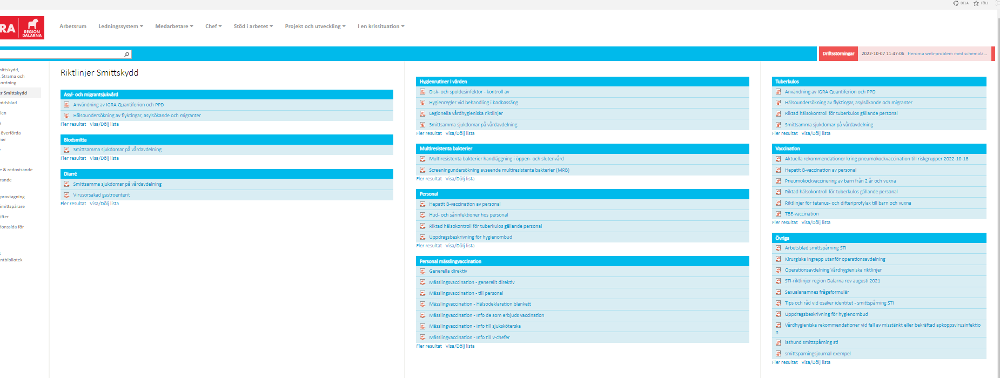 DELA
FÖLJ
RA
REGION
DALARNA
Arbetsrum
Ledningssystem
Medarbetare
Chef
Stöd i arbetet
Projekt och utveckling
I en krissituation
Driftsstörningar
2022-10-07 11:47:06 Heroma web-problem med schemalä...
mittskydd,
Strama och
ordning
er Smittskydd
yddsblad
ien
överförda
ner
e & redovisande
rande
provtagning
Smittspårare
ifter
ionssida för
ntbibliotek
Riktlinjer Smittskydd
Asyl- och migrantsjukvård
Användning av IGRA Quantiferion och PPD
Hälsoundersökning av flyktingar, asylsökande och migranter
Fler resultat Visa/Dölj lista
Blodsmitta
Smittsamma sjukdomar på vårdavdelning
Fler resultat Visa/Dölj lista
Diarré
Smittsamma sjukdomar på vårdavdelning
Virusorsakad gastroenterit
Fler resultat Visa/Dölj lista
Hygienrutiner i vården
Disk- och spoldesinfektor - kontroll av
Hygienregler vid behandling i badbassäng
Legionella vårdhygieniska riktlinjer
Smittsamma sjukdomar på vårdavdelning
Fler resultat Visa/Dölj lista
Multiresistenta bakterier
Multiresistenta bakterier handläggning i öppen- och slutenvård
Screeningundersökning avseende multiresistenta bakterier (MRB)
Fler resultat Visa/Dölj lista
Personal
Hepatit B-vaccination av personal
Hud- och sårinfektioner hos personal
Riktad hälsokontroll för tuberkulos gällande personal
Uppdragsbeskrivning för hygienombud
Fler resultat Visa/Dölj lista
Personal mässlingvaccination
Generella direktiv
Mässlingsvaccination - generellt direktiv
Mässlingsvaccination - till personal
Mässlingvaccination - Hälsodeklaration blankett
Mässlingvaccination - Info de som erbjuds vaccination
Mässlingvaccination - Info till sjuksköterska
Mässlingvaccination - Info till v-chefer
Fler resultat Visa/Dölj lista
Tuberkulos
Användning av IGRA Quantiferion och PPD
Hälsoundersökning av flyktingar, asylsökande och migranter
Riktad hälsokontroll för tuberkulos gällande personal
Smittsamma sjukdomar på vårdavdelning
Fler resultat Visa/Dölj lista
Vaccination
Aktuella rekommendationer kring pneumokockvaccination till riskgrupper 2022-10-18
Hepatit B-vaccination av personal
Pneumokockvaccinering av barn från 2 år och vuxna
Riktad hälsokontroll för tuberkulos gällande personal
Riktlinjer för tetanus- och difteriprofylax till barn och vuxna
TBE-vaccination
Fler resultat Visa/Dölj lista
Övriga
Arbetsblad smittspårning STI
Kirurgiska ingrepp utanför operationsavdelning
Operationsavdelning Vårdhygieniska riktlinjer
STI-riktlinjer region Dalarna rev augusti 2021
Sexualanamnes frågeformulär
Tips och råd vid osäker identitet - smittspårning STI
Uppdragsbeskrivning för hygienombud
Vårdhygieniska rekommendationer vid fall av misstänkt eller bekräftad apkoppsvirusinfektio
n
lathund smittspårning sti
smittsparningsjournal exempel
Fler resultat Visa/Dölj lista